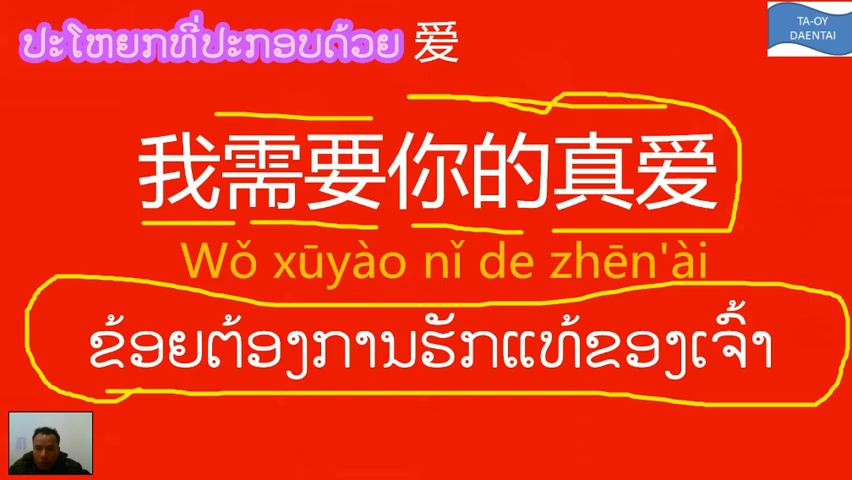 ປະໂຫຍກທີ່ປະກອບດ້ວຍ 爱
TA-OY
DAENTAI
我需要你的真爱
Wǒ xūyào nǐ de zhēn'ài
ຂ້ອຍຕ້ອງການຮັກແທ້ຂອງເຈົ້າ